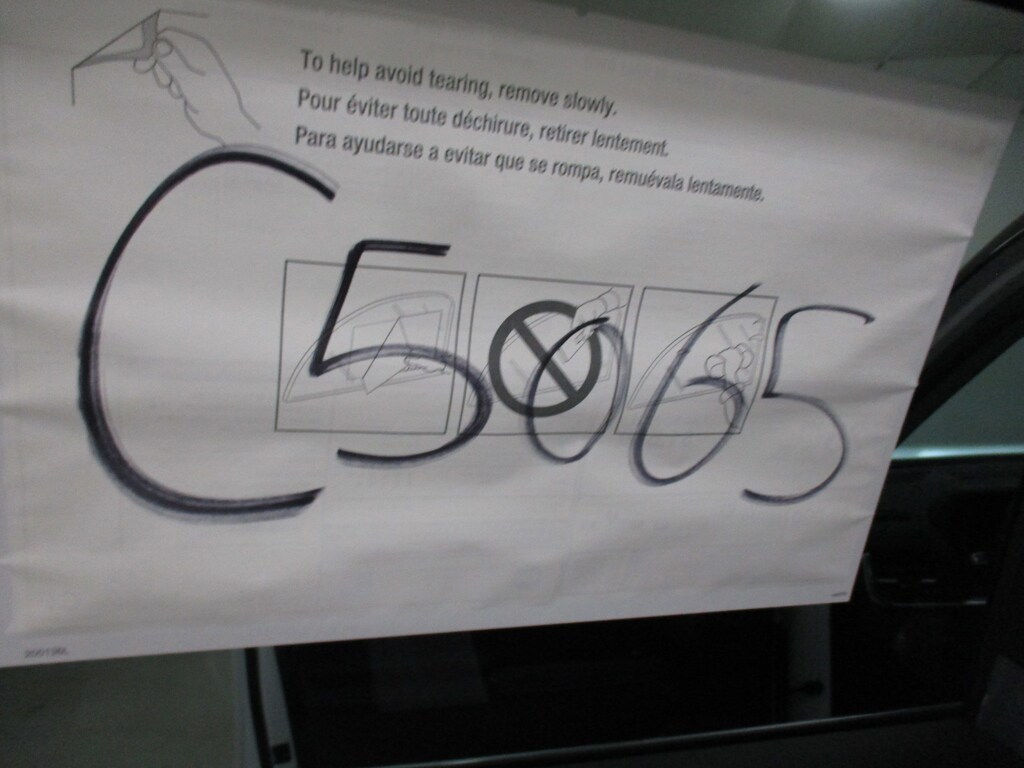 To help avoid tearing, remove slowly.
Pour éviter toute déchirure, retirer lentement.
Para ayudarse a evitar que se rompa, remuévala lentamente.
C5065